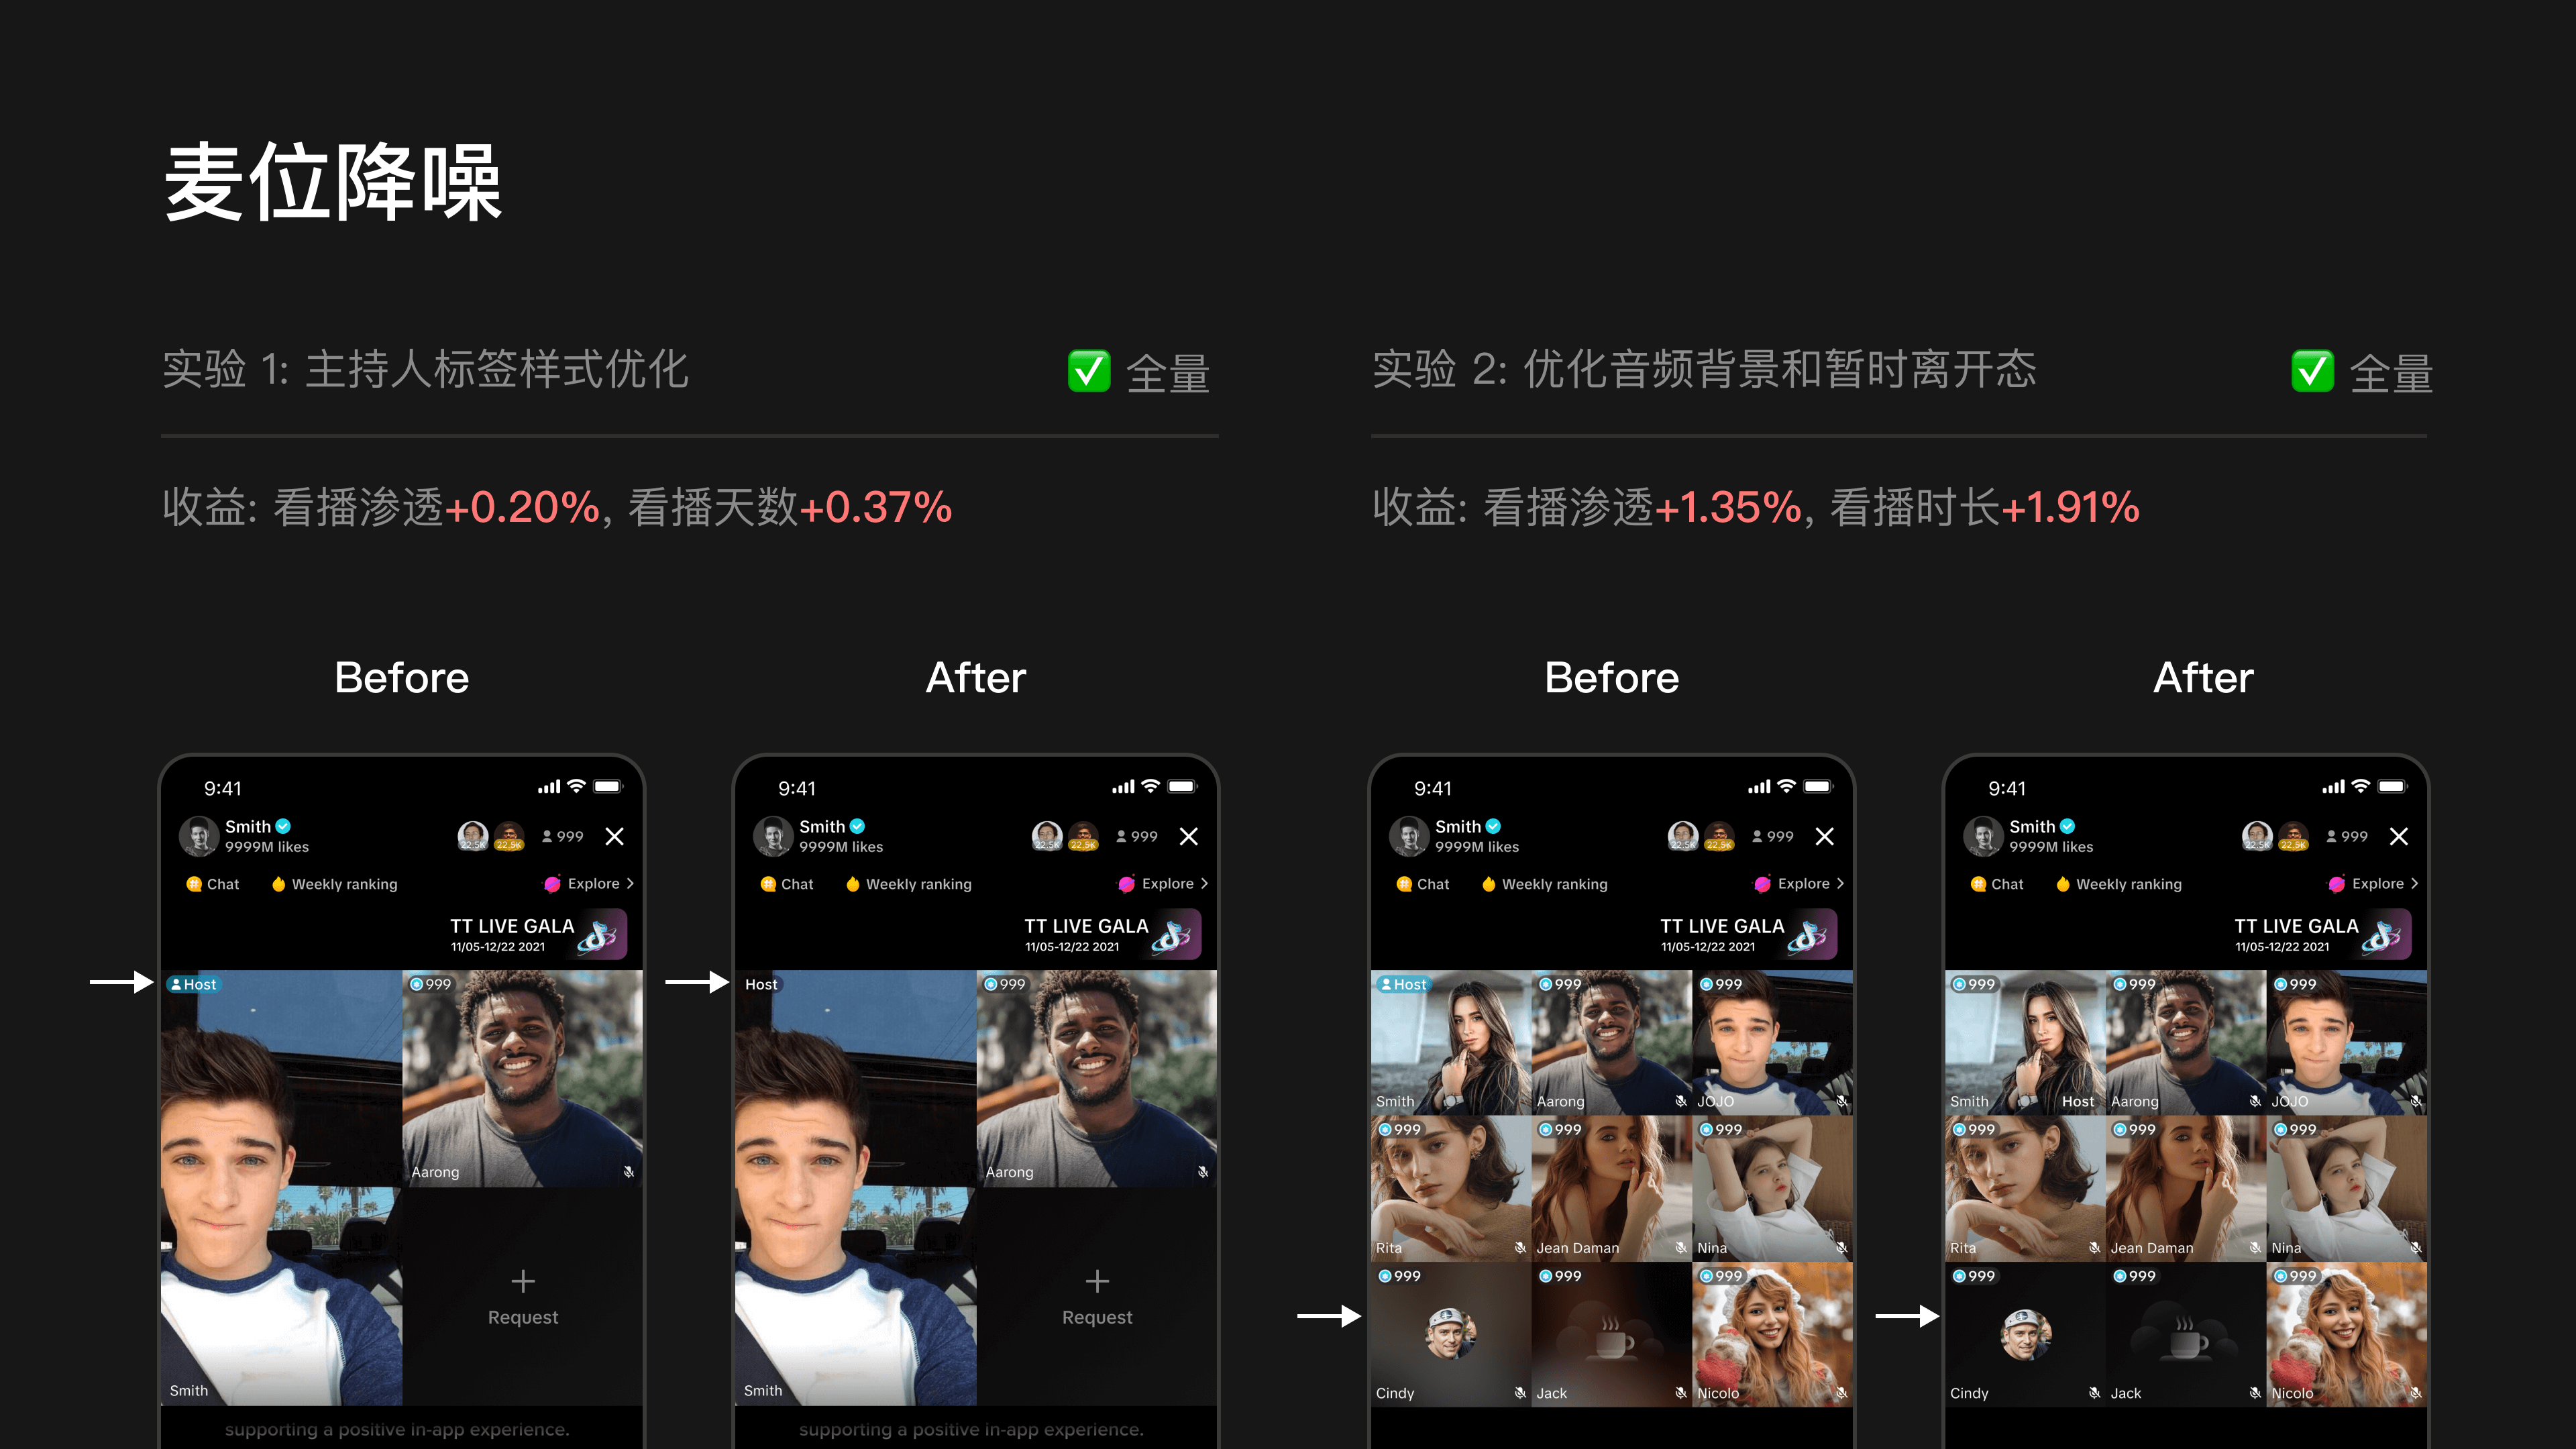 麦位降噪
实验 1: 主持人标签样式优化
✅ 全量
收益: 看播渗透+0.20%, 看播天数+0.37%
Before
After
9:41
Smith
9999M likes
22.5K
22.5K
999
Chat
Weekly ranking
Explore
TT LIVE GALA
11/05-12/22 2021
Host
999
Aarong
Request
Smith
supporting a positive in-app experience.
9:41
Smith
9999M likes
22.5K
22.5K
999
Chat
Weekly ranking
Explore
TT LIVE GALA
11/05-12/22 2021
Host
999
Aarong
Request
Smith
supporting a positive in-app experience.
实验 2: 优化音频背景和暂时离开态
✅ 全量
收益: 看播渗透+1.35%, 看播时长+1.91%
Before
After
9:41
Smith
9999M likes
22.5K
22.5K
999
Chat
Weekly ranking
Explore
TT LIVE GALA
11/05-12/22 2021
Host
999
999
Smith
Aarong
JOJO
999
999
999
Rita
Jean Daman
Nina
999
999
999
Cindy
Jack
Nicolo
9:41
Smith
9999M likes
22.5K
22.5K
999
Chat
Weekly ranking
Explore
TT LIVE GALA
11/05-12/22 2021
999
999
999
Smith
Host
Aarong
JOJO
999
999
999
Rita
Jean Daman
Nina
999
999
999
Cindy
Jack
Nicolo